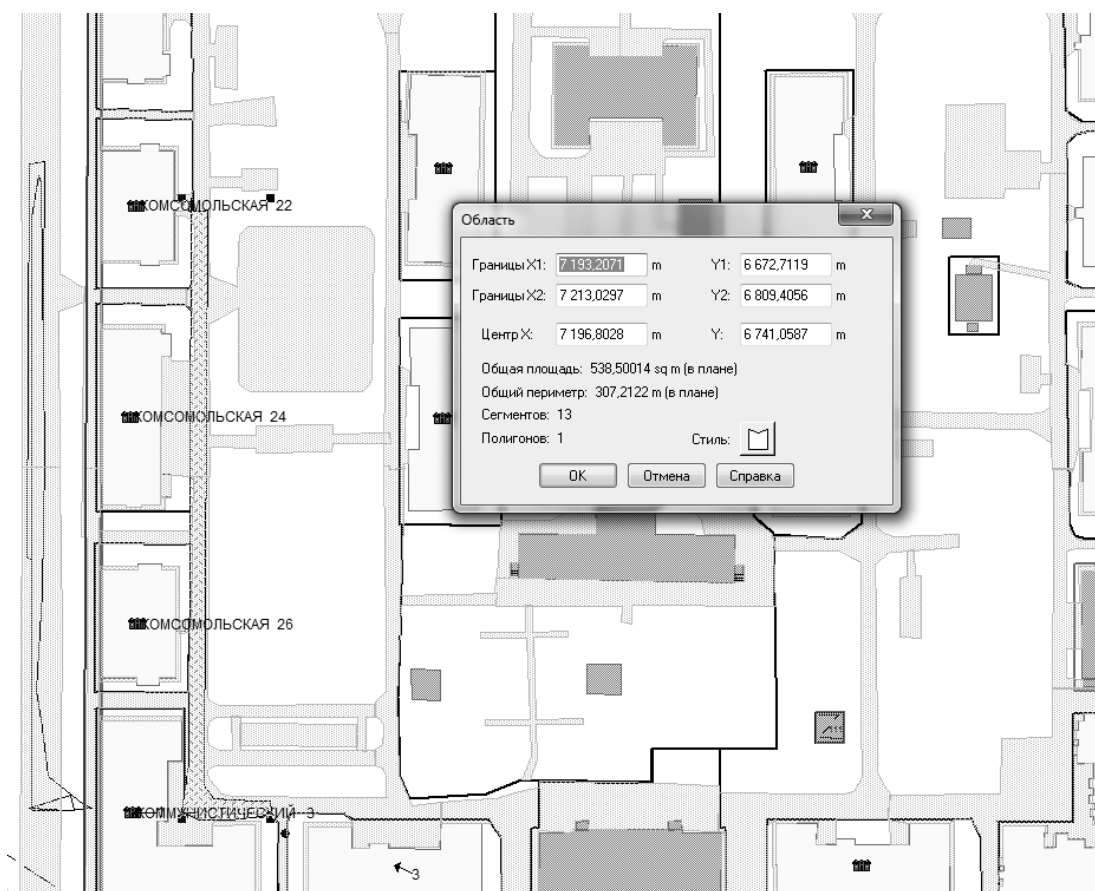 КОМСОМОЛЬСКАЯ 22
Область
Границы X1: 7 193,2071 m Y1: 6 672,7119 m
Границы X2: 7 213,0297 m Y2: 6 809,4056 m
Центр X: 7 196,8028 m Y: 6 741,0587 m
Общая площадь: 538,50014 sq m (в плане)
Общий периметр: 307,2122 m (в плане)
Сегментов: 13
Полигонов: 1 Стиль:
OK Отмена Справка
КОМСОМОЛЬСКАЯ 24
КОМСОМОЛЬСКАЯ 26
КОММУНИСТИЧЕСКИЙ 3
3